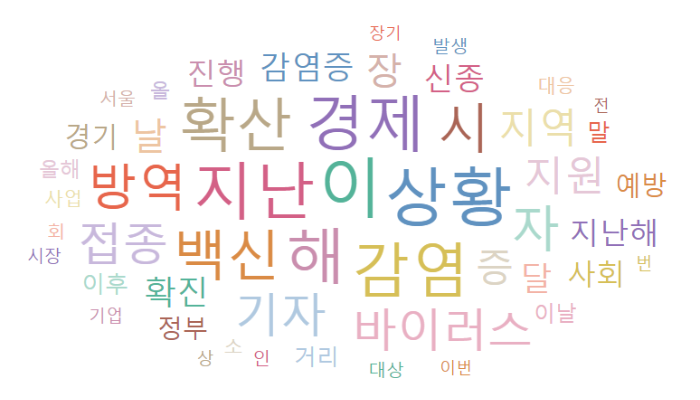 장기
발생
진행 감염증 장 신종 대응
서울 올 전
경기 날 확산 경제 시 지역 말
올해 방역 지난 이 상황 지원 예방
사업
회 접종 백신 해 감염 증 자 지난해
시장 달 사회 번
이후 확진
기업 정부 기자 바이러스 이날
상 소 인 거리
대상 이번